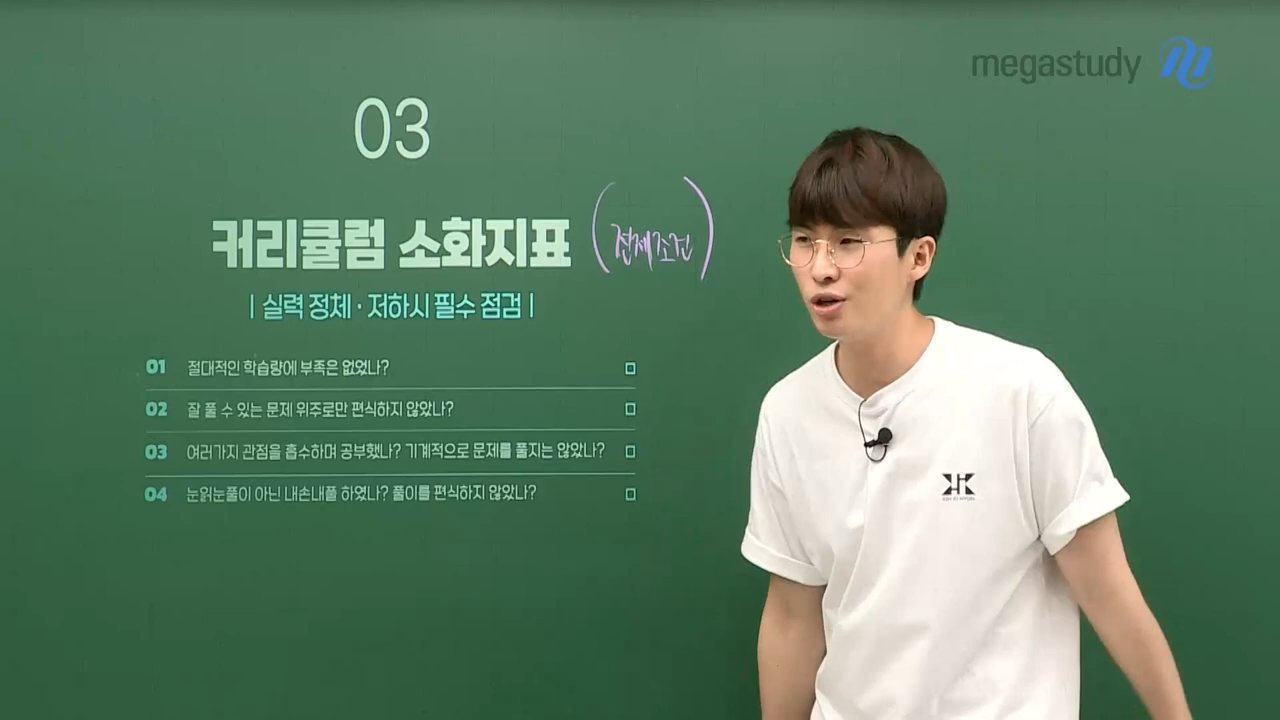 megastudy
03
커리큘럼 소화지표 (전제조건)
| 실력 정체 · 저하시 필수 점검 |
01 절대적인 학습량에 부족은 없었나?
02 잘 풀 수 있는 문제 위주로만 편식하지 않았나?
03 여러가지 관점을 흡수하며 공부했나? 기계적으로 문제를 풀지는 않았나?
04 눈읽눈풀이 아닌 내손내풀 하였나? 풀이를 편식하지 않았나?